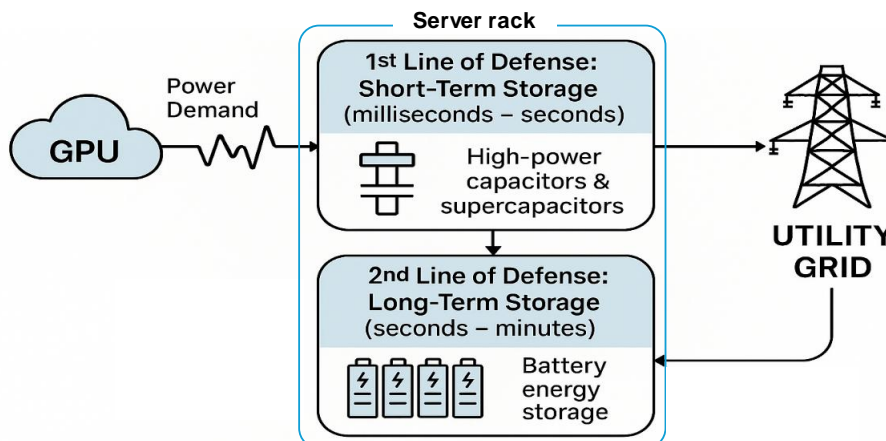 Server rack
Power
Demand
GPU
1st Line of Defense:
Short-Term Storage
(milliseconds – seconds)
High-power
capacitors &
supercapacitors
UTILITY
GRID
2nd Line of Defense:
Long-Term Storage
(seconds – minutes)
Battery
energy
storage